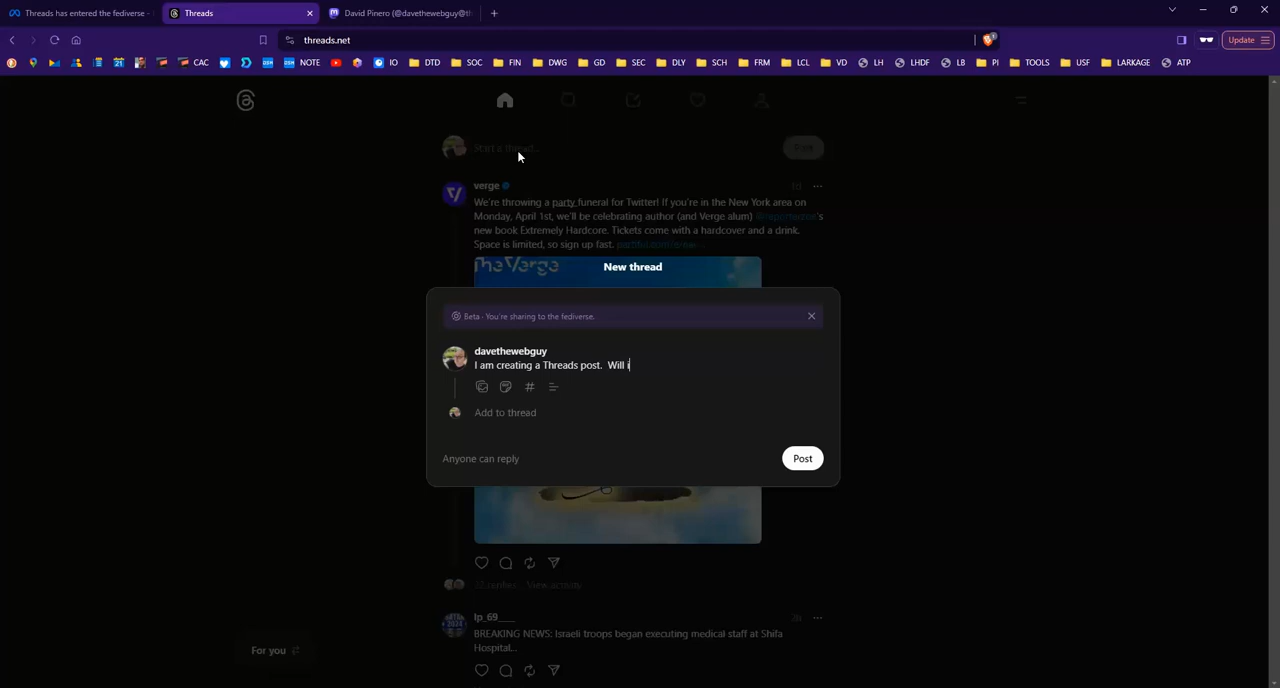 Threads has entered the fediverse -
Threads
David Pinero (@davethewebguy@th
threads.net
Update
CAC
NOTE
IO
DTD
SOC
FIN
DWG
GD
SEC
DLY
SCH
FRM
LCL
VD
LH
LHDF
LB
PI
TOOLS
USF
LARKAGE
ATP
Start a thread...
Post
verge
1d
We're throwing a party funeral for Twitter! If you're in the New York area on
Monday, April 1st, we'll be celebrating author (and Verge alum) 's
new book Extremely Hardcore. Tickets come with a hardcover and a drink.
Space is limited, so sign up fast.
TheVerge
New thread
Beta · You're sharing to the fediverse.
davethewebguy
I am creating a Threads post.  Will i
Add to thread
Anyone can reply
Post
replies · View activity
lp_69___
BREAKING NEWS: Israeli troops began executing medical staff at Shifa
Hospital...
For you